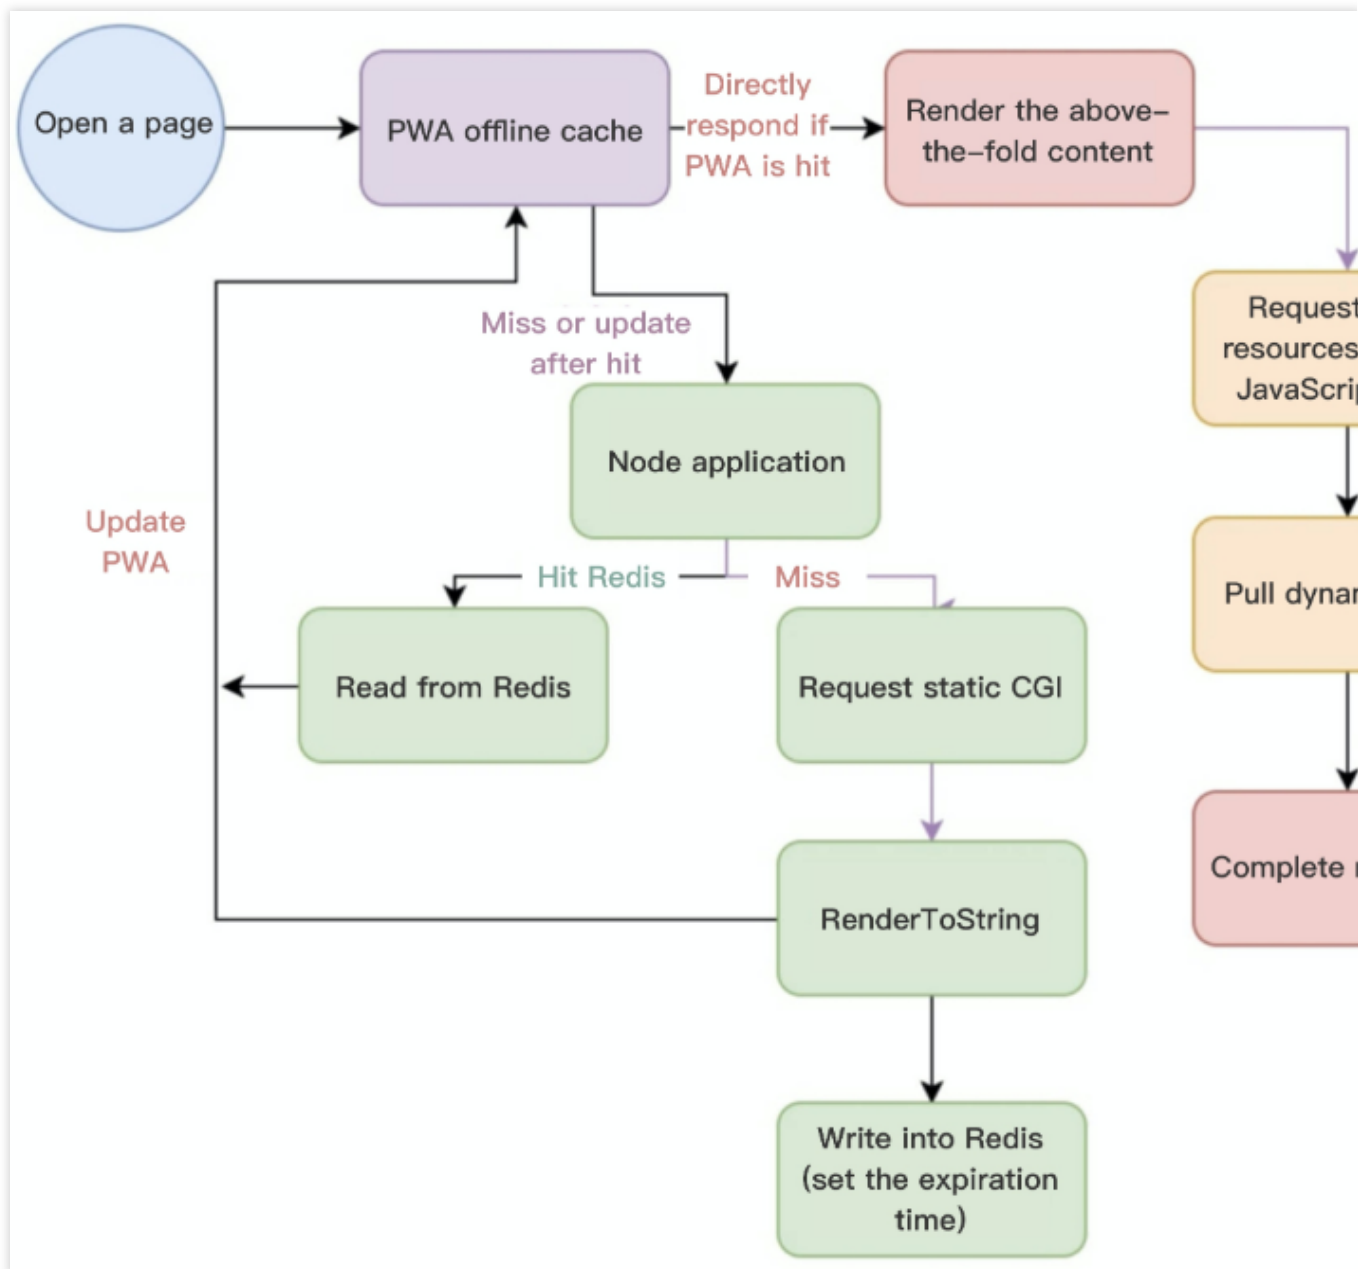 Open a page
PWA offline cache
Directly
respond if
PWA is hit
Render the above-
the-fold content
Request
resources
Miss or update
after hit
Node application
Update
PWA
Hit Redis
Miss
Pull
Read from Redis
Request static CGI
Complete
RenderToString
Write into Redis
(set the expiration
time)